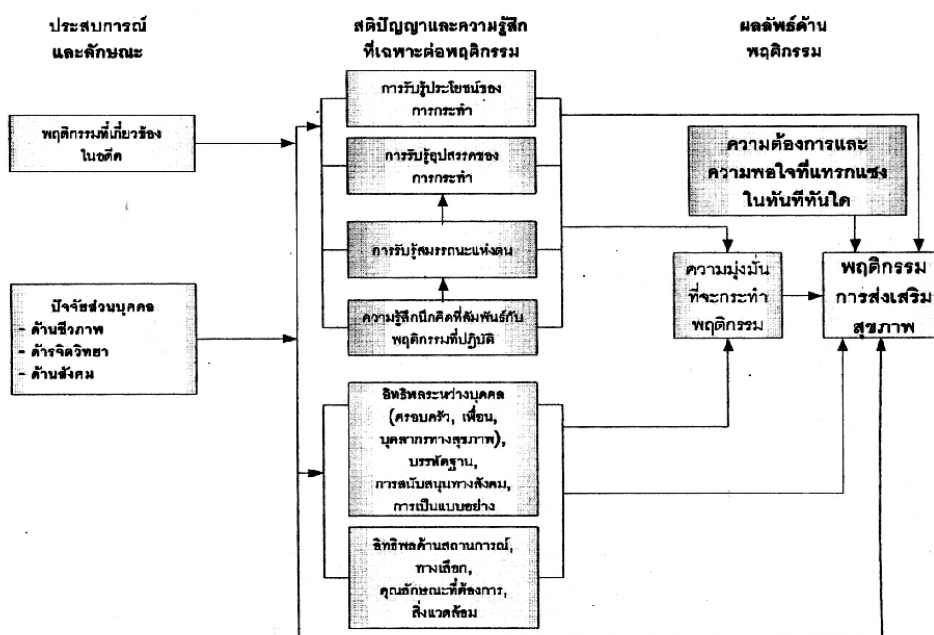 ประสบการณ์
และลักษณะ
สติปัญญาและความรู้สึก
ที่เฉพาะต่อพฤติกรรม
ผลลัพธ์ด้าน
พฤติกรรม
พฤติกรรมที่เกี่ยวข้อง
ในอดีต
ปัจจัยส่วนบุคคล
- ด้านชีวภาพ
- ด้ารจิตวิทยา
- ด้านสังคม
การรับรู้ประโยชน์ของ
การกระทำ
การรับรู้อุปสรรคของ
การกระทำ
การรับรู้สมรรถนะแห่งตน
ความรู้สึกนึกคิดที่สัมพันธ์กับ
พฤติกรรมที่ปฏิบัติ
อิทธิพลระหว่างบุคคล
(ครอบครัว, เพื่อน,
บุคลากรทางสุขภาพ),
บรรทัดฐาน,
การสนับสนุนทางสังคม,
การเป็นแบบอย่าง
อิทธิพลด้านสถานการณ์,
ทางเลือก,
คุณลักษณะที่ต้องการ,
สิ่งแวดล้อม
ความต้องการและ
ความพอใจที่แทรกแซง
ในทันทีทันใด
ความมุ่งมั่น
ที่จะกระทำ
พฤติกรรม
พฤติกรรม
การส่งเสริม
สุขภาพ